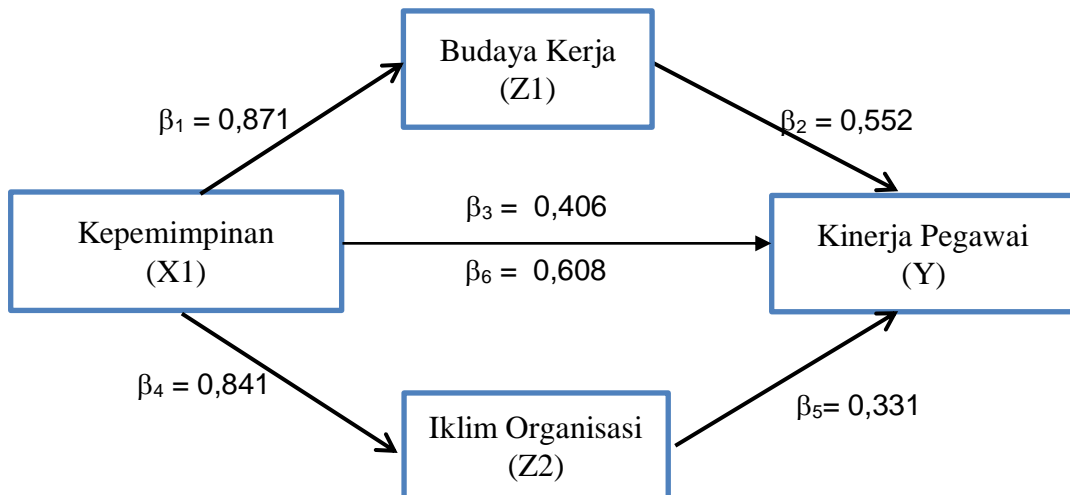 Budaya Kerja
(Z1)
β₁ = 0,871
β₂ = 0,552
Kepemimpinan
(X1)
β₃ = 0,406
β₆ = 0,608
Kinerja Pegawai
(Y)
β₄ = 0,841
β₅= 0,331
Iklim Organisasi
(Z2)